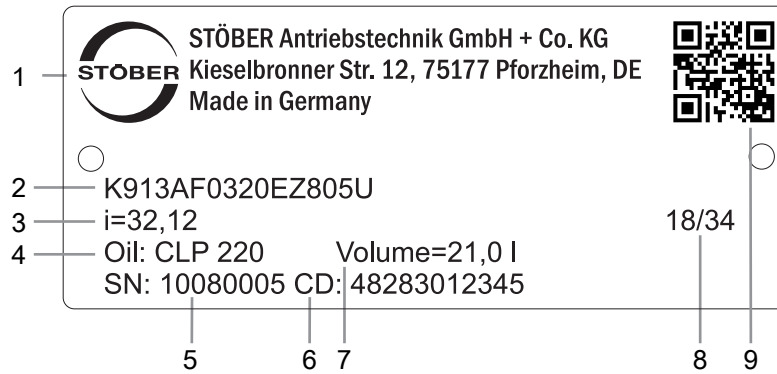 STÖBER Antriebstechnik GmbH + Co. KG
STÖBER Kieselbronner Str. 12, 75177 Pforzheim, DE
Made in Germany
1
2 K913AF0320EZ805U
3 i=32,12 18/34
4 Oil: CLP 220 Volume=21,0 l
SN: 10080005 CD: 48283012345
5 6 7 8 9